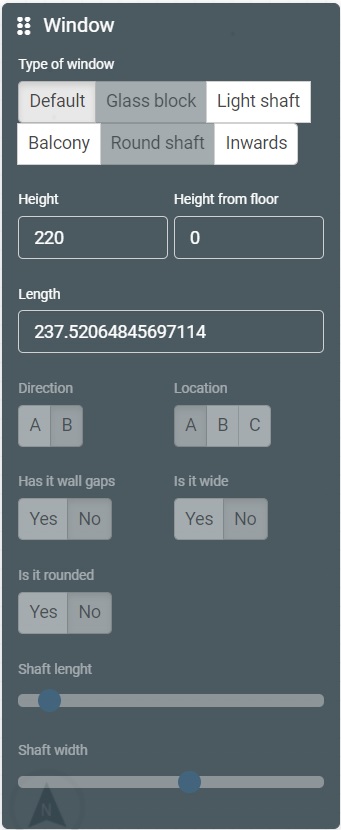 Window
Type of window
Default Glass block Light shaft
Balcony Round shaft Inwards
Height Height from floor
220 0
Length
237.52064845697114
Direction Location
A B A B C
Has it wall gaps Is it wide
Yes No Yes No
Is it rounded
Yes No
Shaft lenght
Shaft width
N